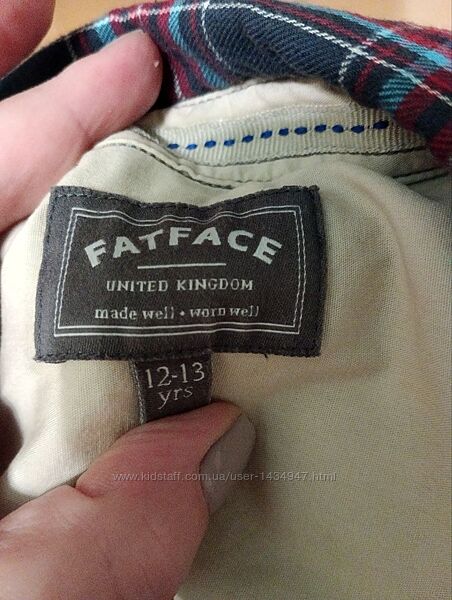 FATFACE
UNITED KINGDOM
made well • worn well
12-13
yrs
www.kidstaff.com.ua/user-1434947.html